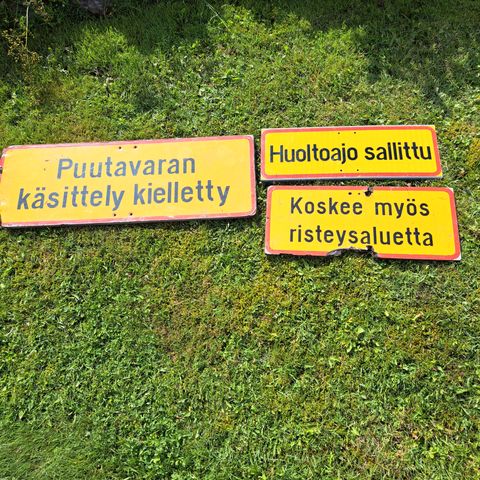 Puutavaran
käsittely kielletty
Huoltoajo sallittu
Koskee myös
risteysaluetta